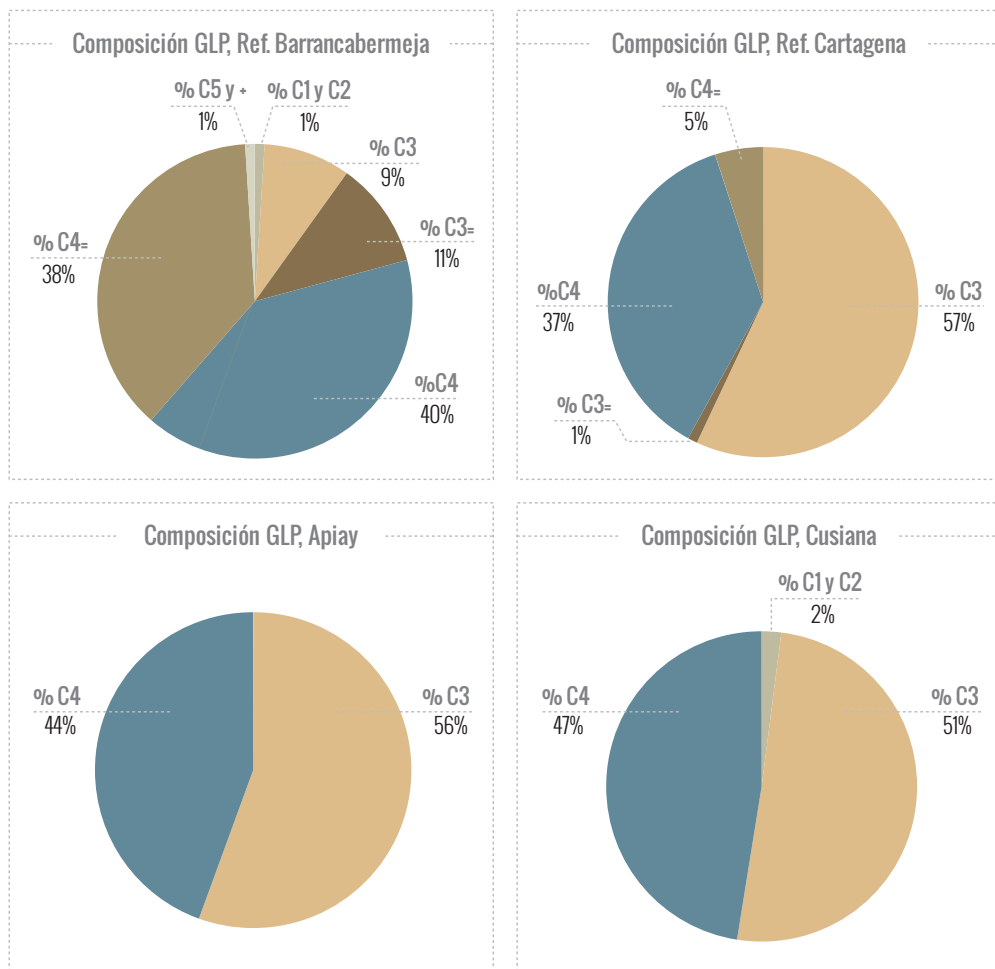 Composición GLP, Ref. Barrancabermeja
% C5 y +
1%
% C1 y C2
1%
% C3
9%
% C3=
11%
% C4=
38%
%C4
40%
Composición GLP, Ref. Cartagena
% C4=
5%
%C4
37%
% C3
57%
% C3=
1%
Composición GLP, Apiay
% C4
44%
% C3
56%
Composición GLP, Cusiana
% C1 y C2
2%
% C4
47%
% C3
51%